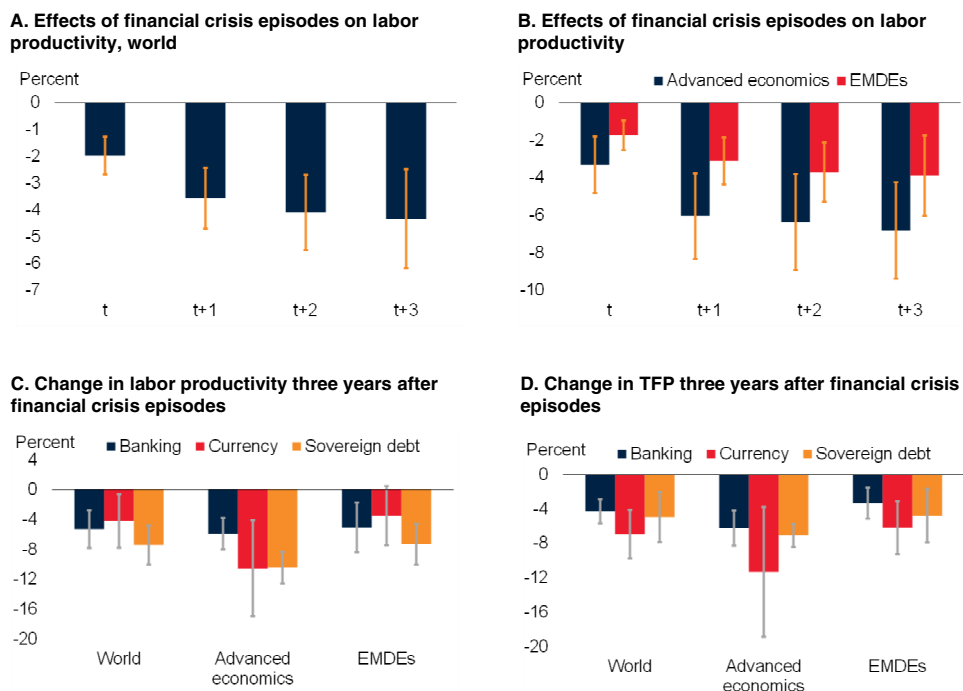 A. Effects of financial crisis episodes on labor
productivity, world
Percent
0
-1
-2
-3
-4
-5
-6
-7
t t+1 t+2 t+3
B. Effects of financial crisis episodes on labor
productivity
Percent
Advanced economics EMDEs
0
-2
-4
-6
-8
-10
t t+1 t+2 t+3
C. Change in labor productivity three years after
financial crisis episodes
Percent
Banking Currency Sovereign debt
4
0
-4
-8
-12
-16
-20
World Advanced EMDEs
economics
D. Change in TFP three years after financial crisis
episodes
Percent
Banking Currency Sovereign debt
0
-4
-8
-12
-16
-20
World Advanced EMDEs
economics